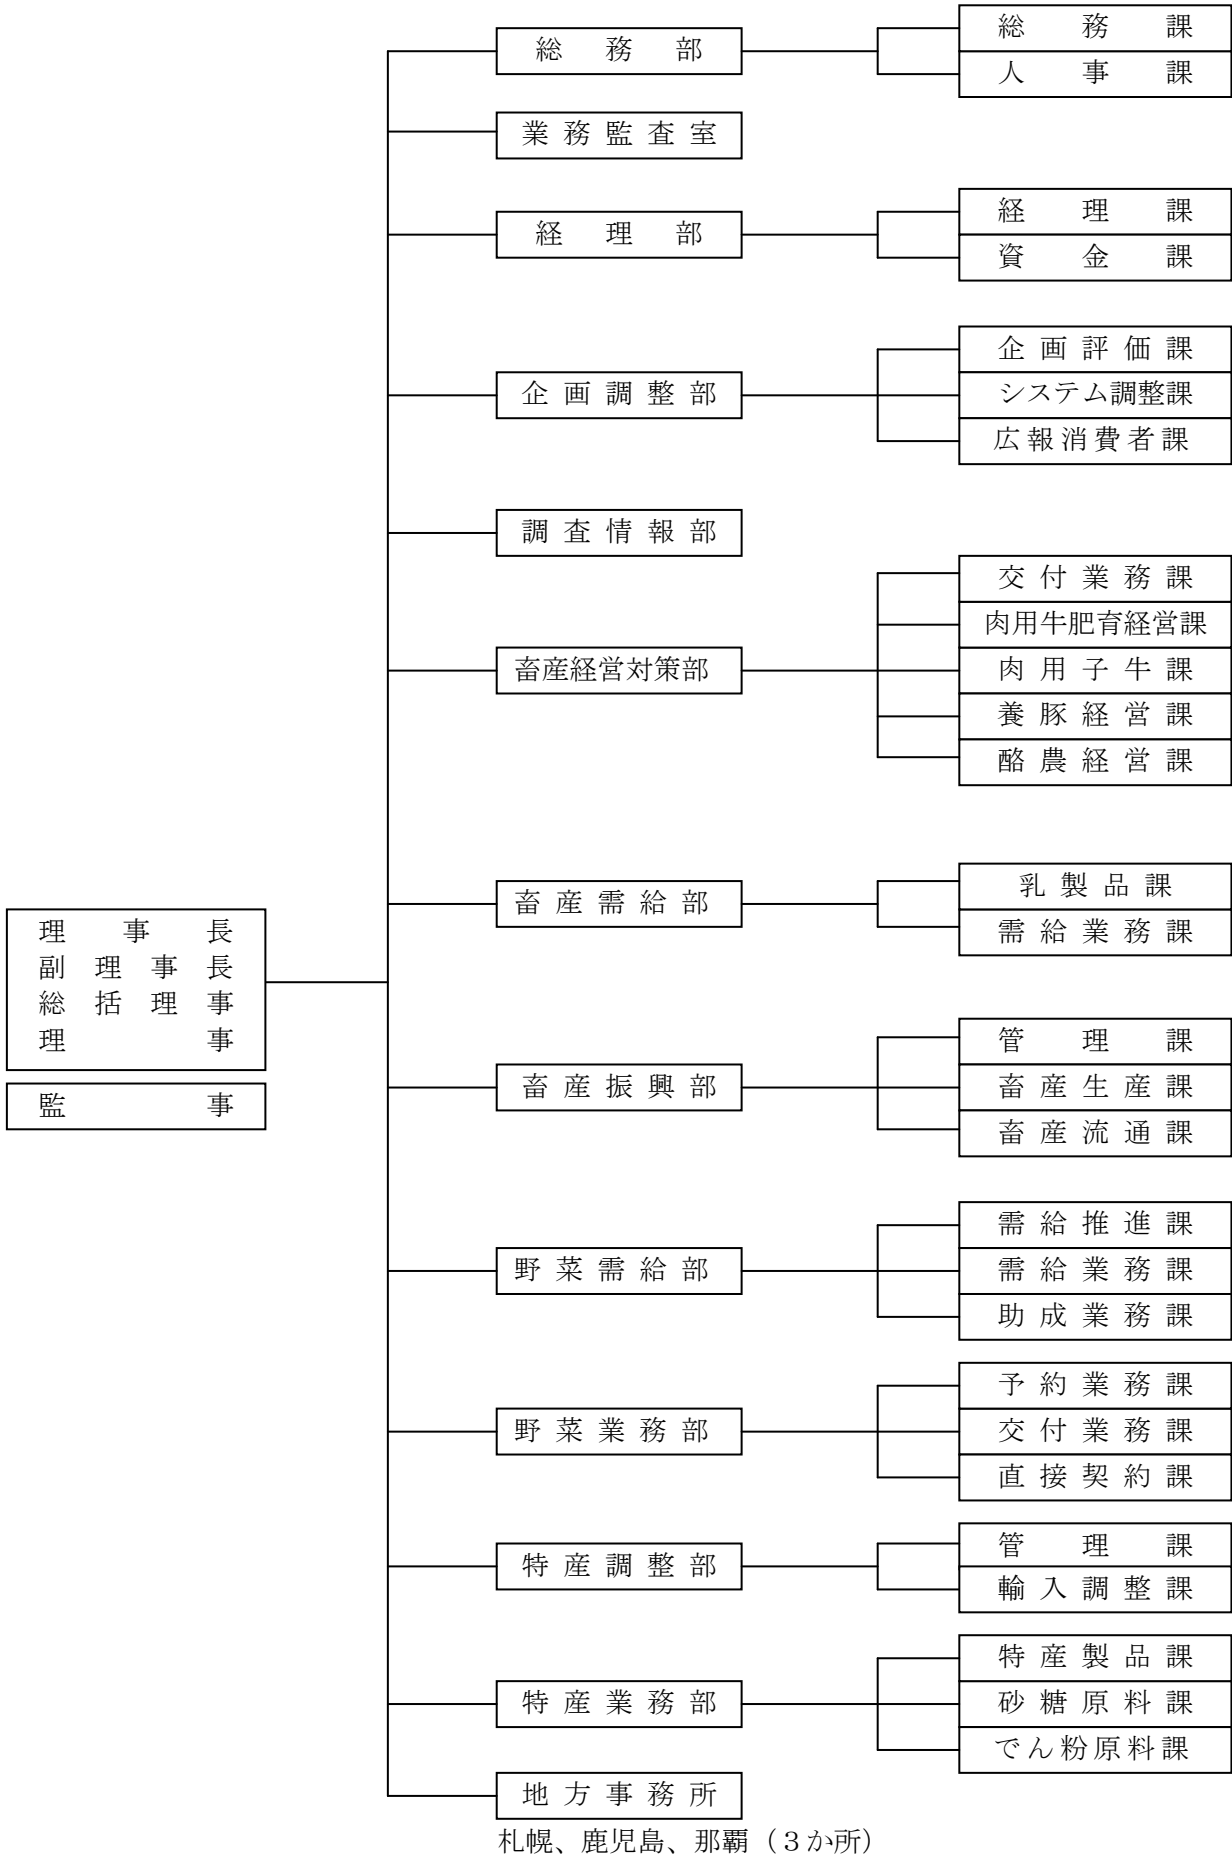 総務部
総務課
人事課
業務監査室
経理部
経理課
資金課
企画調整部
企画評価課
システム調整課
広報消費者課
調査情報部
畜産経営対策部
交付業務課
肉用牛肥育経営課
肉用子牛課
養豚経営課
酪農経営課
畜産需給部
乳製品課
需給業務課
理事長
副理事長
総括理事
理事
監事
畜産振興部
管理課
畜産生産課
畜産流通課
野菜需給部
需給推進課
需給業務課
助成業務課
野菜業務部
予約業務課
交付業務課
直接契約課
特産調整部
管理課
輸入調整課
特産業務部
特産製品課
砂糖原料課
でん粉原料課
地方事務所
札幌、鹿児島、那覇（３か所）